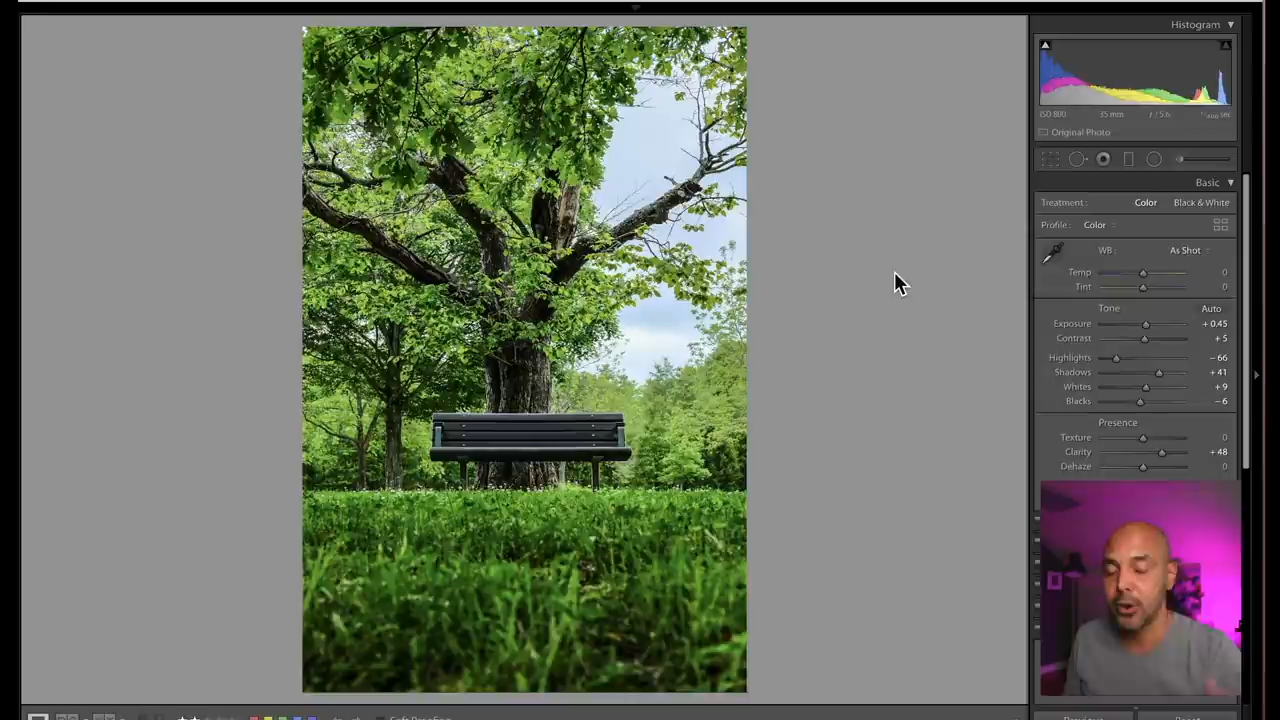 Histogram
ISO 800 35 mm ƒ / 5.6
Original Photo
Basic
Treatment : Color Black & White
Profile : Color
WB : As Shot
Temp 0
Tint 0
Tone Auto
Exposure + 0.45
Contrast + 5
Highlights − 66
Shadows + 41
Whites + 9
Blacks − 6
Presence
Texture 0
Clarity + 48
Dehaze 0